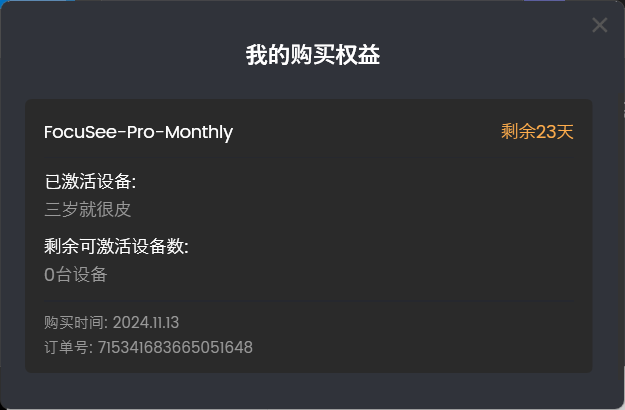 我的购买权益
FocuSee-Pro-Monthly
剩余23天
已激活设备:
三岁就很皮
剩余可激活设备数:
0台设备
购买时间: 2024.11.13
订单号: 715341683665051648